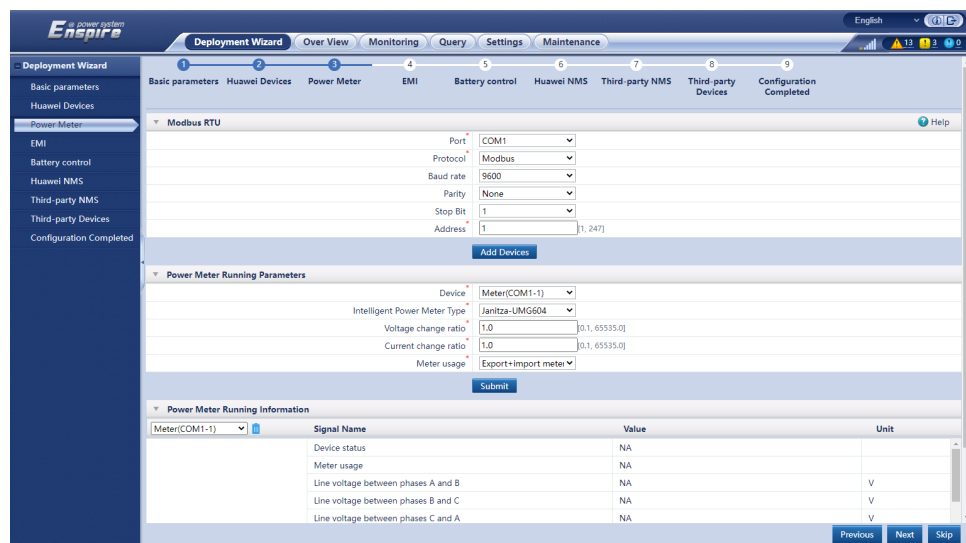 Enspire
e power system
English
Deployment Wizard Over View Monitoring Query Settings Maintenance
13 3 0
Deployment Wizard
Basic parameters
Huawei Devices
Power Meter
EMI
Battery control
Huawei NMS
Third-party NMS
Third-party Devices
Configuration Completed
1 2 3 4 5 6 7 8 9
Basic parameters Huawei Devices Power Meter EMI Battery control Huawei NMS Third-party NMS Third-party Devices Configuration Completed
Modbus RTU Help
Port* COM1
Protocol* Modbus
Baud rate 9600
Parity None
Stop Bit 1
Address* 1 [1, 247]
Add Devices
Power Meter Running Parameters
Device* Meter(COM1-1)
Intelligent Power Meter Type* Janitza-UMG604
Voltage change ratio* 1.0 [0.1, 65535.0]
Current change ratio* 1.0 [0.1, 65535.0]
Meter usage* Export+import meter
Submit
Power Meter Running Information
Meter(COM1-1) Signal Name Value Unit
Device status NA
Meter usage NA
Line voltage between phases A and B NA V
Line voltage between phases B and C NA V
Line voltage between phases C and A NA V
Previous Next Skip